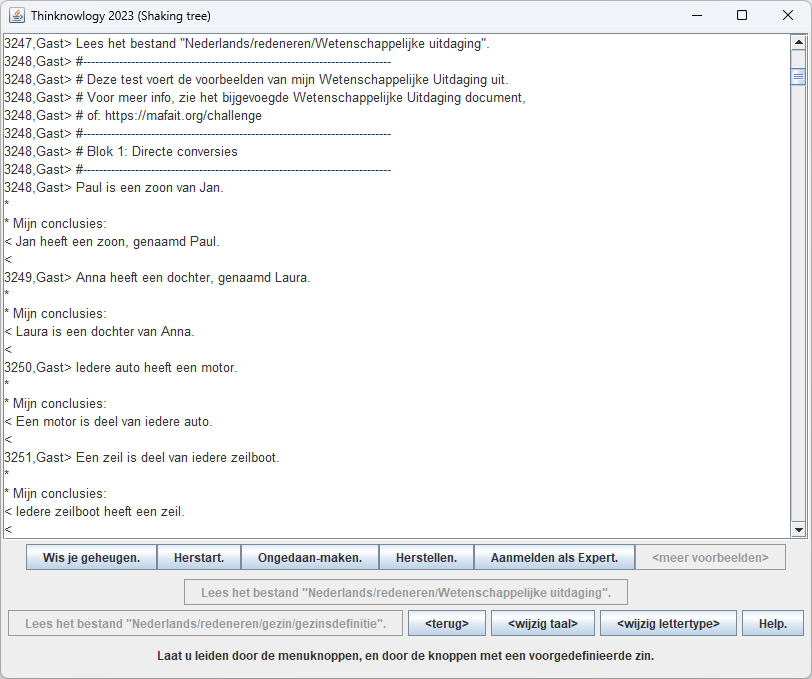 Thinknowlogy 2023 (Shaking tree)
3247,Gast> Lees het bestand "Nederlands/redeneren/Wetenschappelijke uitdaging".
3248,Gast> #-----------------------------------------------------------------------------
3248,Gast> # Deze test voert de voorbeelden van mijn Wetenschappelijke Uitdaging uit.
3248,Gast> # Voor meer info, zie het bijgevoegde Wetenschappelijke Uitdaging document,
3248,Gast> # of: https://mafait.org/challenge
3248,Gast> #-----------------------------------------------------------------------------
3248,Gast> # Blok 1: Directe conversies
3248,Gast> #-----------------------------------------------------------------------------
3248,Gast> Paul is een zoon van Jan.
*
* Mijn conclusies:
< Jan heeft een zoon, genaamd Paul.
<
3249,Gast> Anna heeft een dochter, genaamd Laura.
*
* Mijn conclusies:
< Laura is een dochter van Anna.
<
3250,Gast> Iedere auto heeft een motor.
*
* Mijn conclusies:
< Een motor is deel van iedere auto.
<
3251,Gast> Een zeil is deel van iedere zeilboot.
*
* Mijn conclusies:
< Iedere zeilboot heeft een zeil.
<
Wis je geheugen. Herstart. Ongedaan-maken. Herstellen. Aanmelden als Expert. <meer voorbeelden>
Lees het bestand "Nederlands/redeneren/Wetenschappelijke uitdaging".
Lees het bestand "Nederlands/redeneren/gezin/gezinsdefinitie". <terug> <wijzig taal> <wijzig lettertype> Help.
Laat u leiden door de menuknoppen, en door de knoppen met een voorgedefinieerde zin.